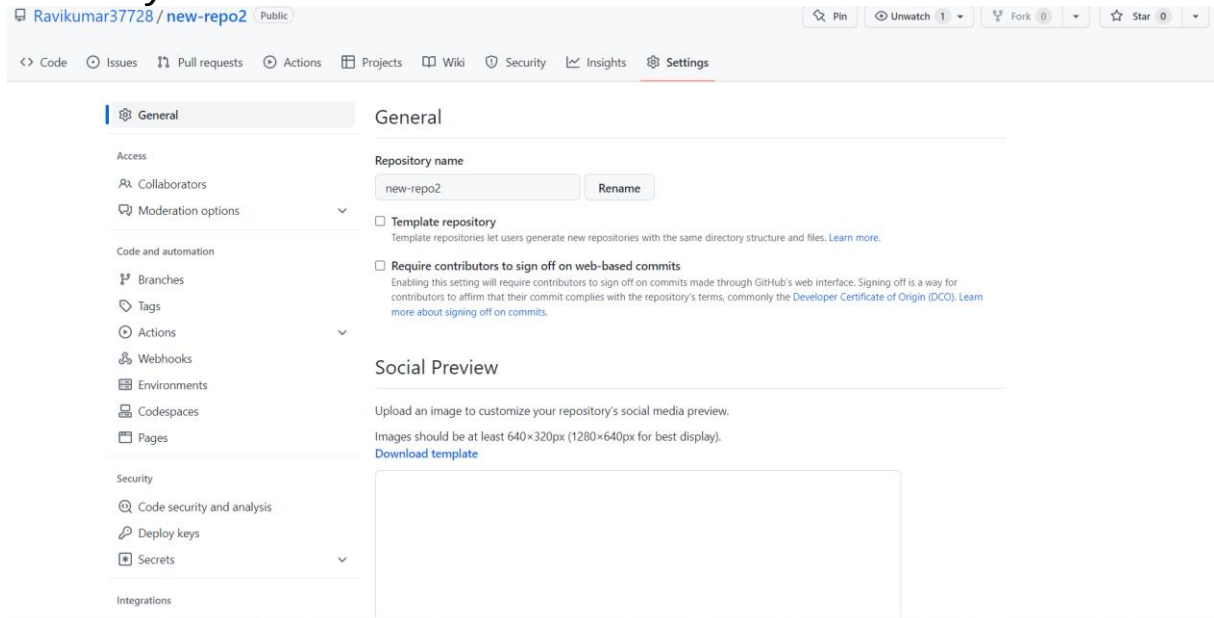 Ravikumar37728 / new-repo2 Public
Pin Unwatch 1 Fork 0 Star 0
Code Issues Pull requests Actions Projects Wiki Security Insights Settings
General
Access
Collaborators
Moderation options
Code and automation
Branches
Tags
Actions
Webhooks
Environments
Codespaces
Pages
Security
Code security and analysis
Deploy keys
Secrets
Integrations
General
Repository name
new-repo2 Rename
Template repository
Template repositories let users generate new repositories with the same directory structure and files. Learn more.
Require contributors to sign off on web-based commits
Enabling this setting will require contributors to sign off on commits made through GitHub's web interface. Signing off is a way for
contributors to affirm that their commit complies with the repository's terms, commonly the Developer Certificate of Origin (DCO). Learn
more about signing off on commits.
Social Preview
Upload an image to customize your repository's social media preview.
Images should be at least 640×320px (1280×640px for best display).
Download template